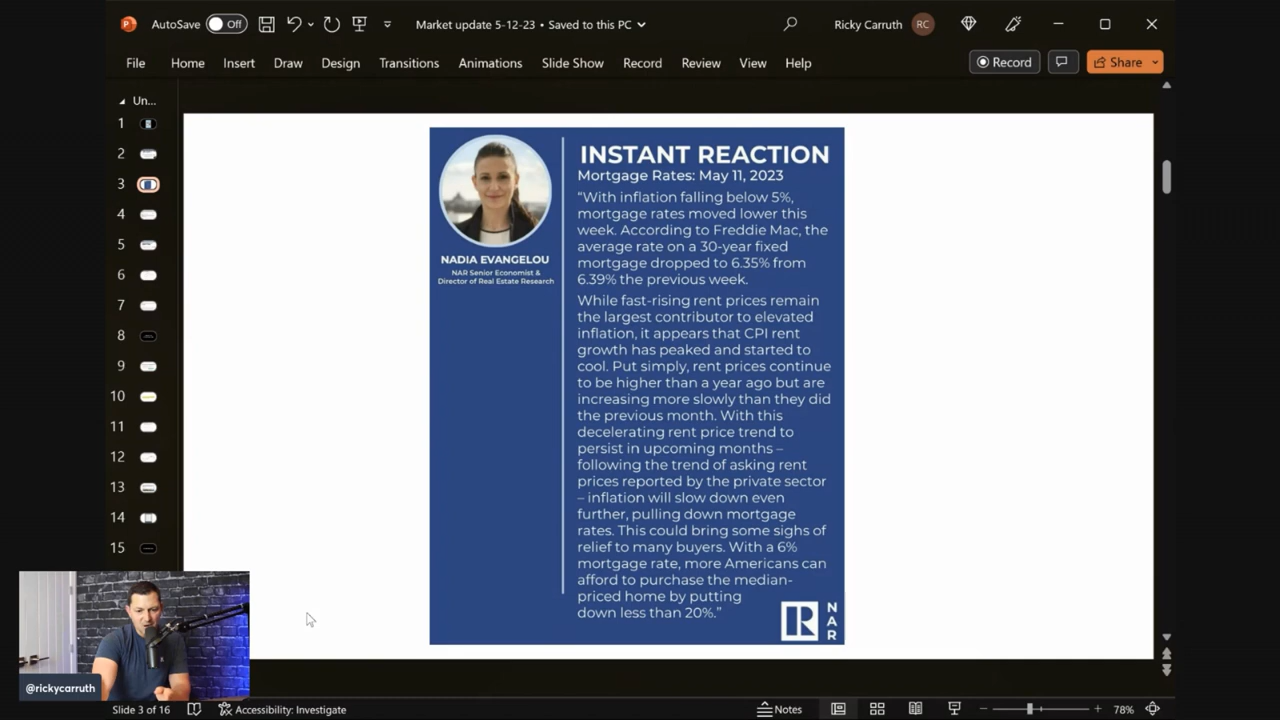 AutoSave Off
Market update 5-12-23 • Saved to this PC
Ricky Carruth RC
File Home Insert Draw Design Transitions Animations Slide Show Record Review View Help
Record
Share
Un...
1
2
3
4
5
6
7
8
9
10
11
12
13
14
15
INSTANT REACTION
Mortgage Rates: May 11, 2023
NADIA EVANGELOU
NAR Senior Economist &
Director of Real Estate Research
“With inflation falling below 5%,
mortgage rates moved lower this
week. According to Freddie Mac, the
average rate on a 30-year fixed
mortgage dropped to 6.35% from
6.39% the previous week.
While fast-rising rent prices remain
the largest contributor to elevated
inflation, it appears that CPI rent
growth has peaked and started to
cool. Put simply, rent prices continue
to be higher than a year ago but are
increasing more slowly than they did
the previous month. With this
decelerating rent price trend to
persist in upcoming months –
following the trend of asking rent
prices reported by the private sector
– inflation will slow down even
further, pulling down mortgage
rates. This could bring some sighs of
relief to many buyers. With a 6%
mortgage rate, more Americans can
afford to purchase the median-
priced home by putting
down less than 20%.”
R
NAR
@rickycarruth
Slide 3 of 16
Accessibility: Investigate
Notes
78%